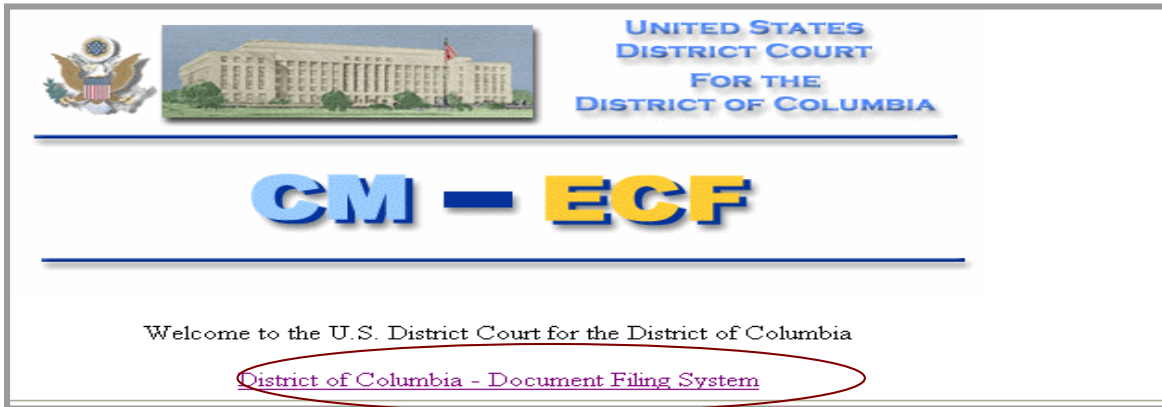 UNITED STATES
DISTRICT COURT
FOR THE
DISTRICT OF COLUMBIA
CM – ECF
Welcome to the U.S. District Court for the District of Columbia
District of Columbia - Document Filing System